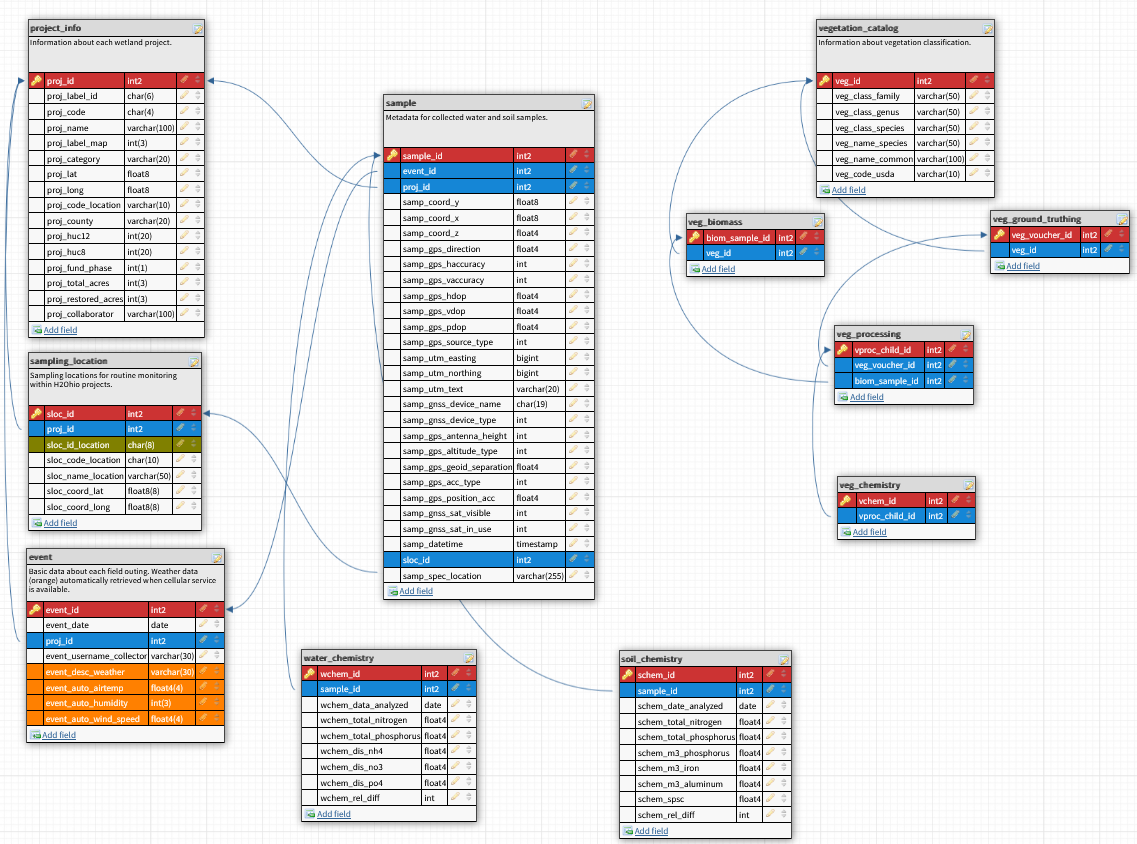 project_info
Information about each wetland project.
proj_id int2
proj_label_id char(6)
proj_code char(4)
proj_name varchar(100)
proj_label_map int(3)
proj_category varchar(20)
proj_lat float8
proj_long float8
proj_code_location varchar(10)
proj_county varchar(20)
proj_huc12 int(20)
proj_huc8 int(20)
proj_fund_phase int(1)
proj_total_acres int(3)
proj_restored_acres int(3)
proj_collaborator varchar(100)
Add field
sampling_location
Sampling locations for routine monitoring
within H2Ohio projects.
sloc_id int2
proj_id int2
sloc_id_location char(8)
sloc_code_location char(10)
sloc_name_location varchar(50)
sloc_coord_lat float8(8)
sloc_coord_long float8(8)
Add field
event
Basic data about each field outing. Weather data
(orange) automatically retrieved when cellular service
is available.
event_id int2
event_date date
proj_id int2
event_username_collector varchar(30)
event_desc_weather varchar(30)
event_auto_airtemp float4(4)
event_auto_humidity int(3)
event_auto_wind_speed float4(4)
Add field
sample
Metadata for collected water and soil samples.
sample_id int2
event_id int2
proj_id int2
samp_coord_y float8
samp_coord_x float8
samp_coord_z float8
samp_gps_direction float4
samp_gps_haccuracy int
samp_gps_vaccuracy int
samp_gps_hdop float4
samp_gps_vdop float4
samp_gps_pdop float4
samp_gps_source_type int
samp_utm_easting bigint
samp_utm_northing bigint
samp_utm_text varchar(20)
samp_gnss_device_name char(19)
samp_gnss_device_type int
samp_gps_antenna_height int
samp_gps_altitude_type int
samp_gps_geoid_separation float4
samp_gps_acc_type int
samp_gps_position_acc float4
samp_gnss_sat_visible int
samp_gnss_sat_in_use int
samp_datetime timestamp
sloc_id int2
samp_spec_location varchar(255)
Add field
water_chemistry
wchem_id int2
sample_id int2
wchem_data_analyzed date
wchem_total_nitrogen float4
wchem_total_phosphorus float4
wchem_dis_nh4 float4
wchem_dis_no3 float4
wchem_dis_po4 float4
wchem_rel_diff int
Add field
soil_chemistry
schem_id int2
sample_id int2
schem_date_analyzed date
schem_total_nitrogen float4
schem_total_phosphorus float4
schem_m3_phosphorus float4
schem_m3_iron float4
schem_m3_aluminum float4
schem_spsc float4
schem_rel_diff int
Add field
vegetation_catalog
Information about vegetation classification.
veg_id int2
veg_class_family varchar(50)
veg_class_genus varchar(50)
veg_class_species varchar(50)
veg_name_species varchar(50)
veg_name_common varchar(100)
veg_code_usda varchar(10)
Add field
veg_biomass
biom_sample_id int2
veg_id int2
Add field
veg_ground_truthing
veg_voucher_id int2
veg_id int2
Add field
veg_processing
vproc_child_id int2
veg_voucher_id int2
biom_sample_id int2
Add field
veg_chemistry
vchem_id int2
vproc_child_id int2
Add field